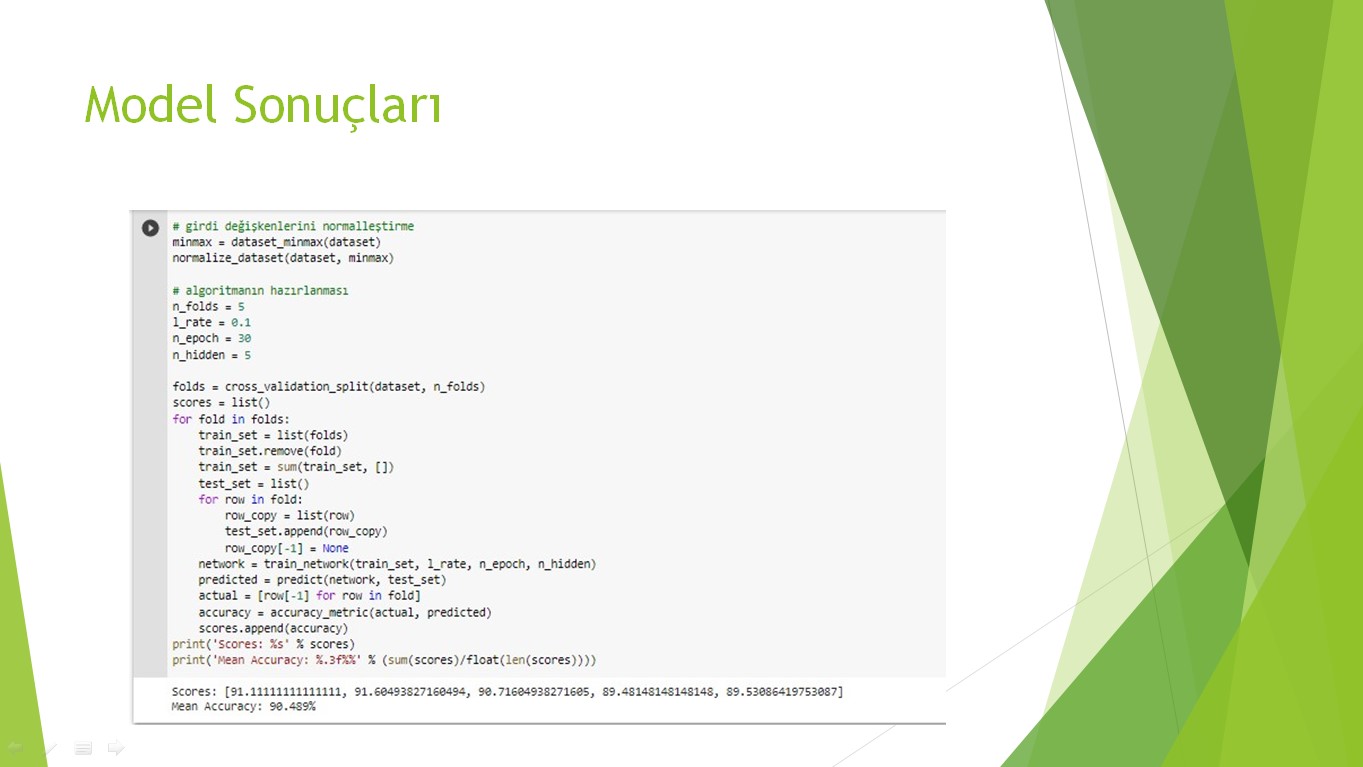 Model Sonuçları
# girdi değişkenlerini normalleştirme
minmax = dataset_minmax(dataset)
normalize_dataset(dataset, minmax)
# algoritmanın hazırlanması
n_folds = 5
l_rate = 0.1
n_epoch = 30
n_hidden = 5
folds = cross_validation_split(dataset, n_folds)
scores = list()
for fold in folds:
    train_set = list(folds)
    train_set.remove(fold)
    train_set = sum(train_set, [])
    test_set = list()
    for row in fold:
        row_copy = list(row)
        test_set.append(row_copy)
        row_copy[-1] = None
    network = train_network(train_set, l_rate, n_epoch, n_hidden)
    predicted = predict(network, test_set)
    actual = [row[-1] for row in fold]
    accuracy = accuracy_metric(actual, predicted)
    scores.append(accuracy)
print('Scores: %s' % scores)
print('Mean Accuracy: %.3f%%' % (sum(scores)/float(len(scores))))
Scores: [91.11111111111111, 91.60493827160494, 90.71604938271605, 89.48148148148148, 89.53086419753087]
Mean Accuracy: 90.489%